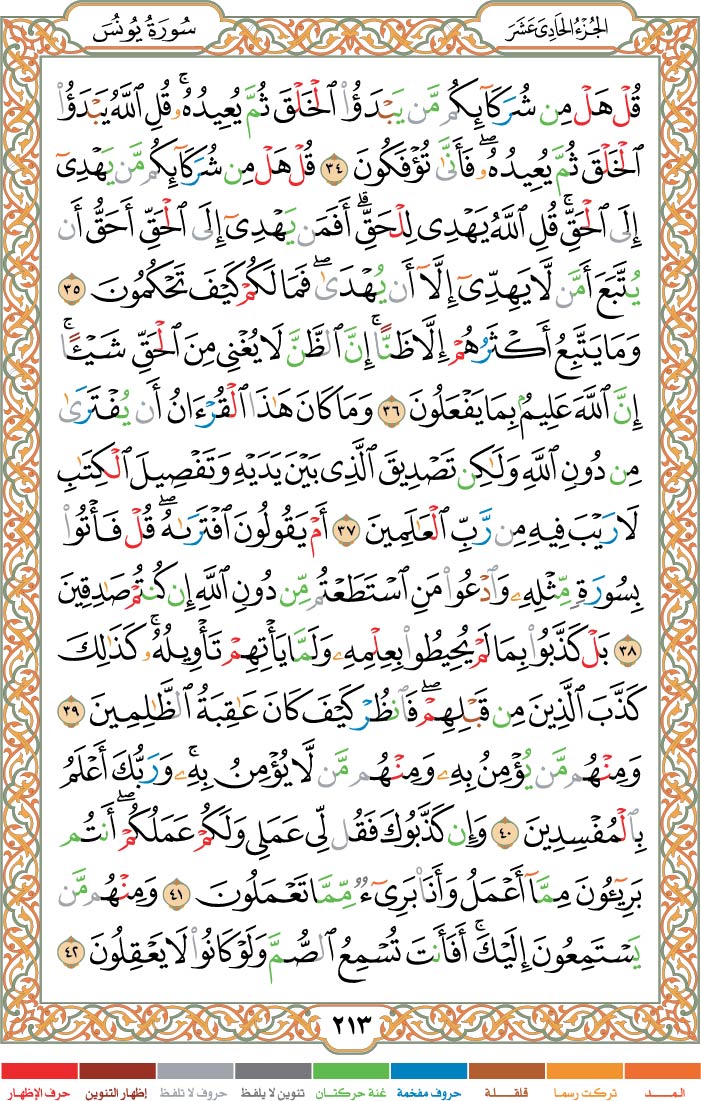 الجُزْءُ الحَادِي عَشَرَ
سُورَةُ يُونُسَ
قُلْ هَلْ مِن شُرَكَآئِكُم مَّن يَبْدَؤُا۟ ٱلْخَلْقَ ثُمَّ يُعِيدُهُۥ ۚ قُلِ ٱللَّهُ يَبْدَؤُا۟
ٱلْخَلْقَ ثُمَّ يُعِيدُهُۥ ۖ فَأَنَّىٰ تُؤْفَكُونَ ٣٤ قُلْ هَلْ مِن شُرَكَآئِكُم مَّن يَهْدِىٓ
إِلَى ٱلْحَقِّ ۚ قُلِ ٱللَّهُ يَهْدِى لِلْحَقِّ ۗ أَفَمَن يَهْدِىٓ إِلَى ٱلْحَقِّ أَحَقُّ أَن
يُتَّبَعَ أَمَّن لَّا يَهِدِّىٓ إِلَّآ أَن يُهْدَىٰ ۖ فَمَا لَكُمْ كَيْفَ تَحْكُمُونَ ٣٥
وَمَا يَتَّبِعُ أَكْثَرُهُمْ إِلَّا ظَنًّا ۚ إِنَّ ٱلظَّنَّ لَا يُغْنِى مِنَ ٱلْحَقِّ شَيْـًٔا ۚ
إِنَّ ٱللَّهَ عَلِيمٌۢ بِمَا يَفْعَلُونَ ٣٦ وَمَا كَانَ هَـٰذَا ٱلْقُرْءَانُ أَن يُفْتَرَىٰ
مِن دُونِ ٱللَّهِ وَلَـٰكِن تَصْدِيقَ ٱلَّذِى بَيْنَ يَدَيْهِ وَتَفْصِيلَ ٱلْكِتَـٰبِ
لَا رَيْبَ فِيهِ مِن رَّبِّ ٱلْعَـٰلَمِينَ ٣٧ أَمْ يَقُولُونَ ٱفْتَرَىٰهُ ۖ قُلْ فَأْتُوا۟
بِسُورَةٍ مِّثْلِهِۦ وَٱدْعُوا۟ مَنِ ٱسْتَطَعْتُم مِّن دُونِ ٱللَّهِ إِن كُنتُمْ صَـٰدِقِينَ
٣٨ بَلْ كَذَّبُوا۟ بِمَا لَمْ يُحِيطُوا۟ بِعِلْمِهِۦ وَلَمَّا يَأْتِهِمْ تَأْوِيلُهُۥ ۚ كَذَٰلِكَ
كَذَّبَ ٱلَّذِينَ مِن قَبْلِهِمْ ۖ فَٱنظُرْ كَيْفَ كَانَ عَـٰقِبَةُ ٱلظَّـٰلِمِينَ ٣٩
وَمِنْهُم مَّن يُؤْمِنُ بِهِۦ وَمِنْهُم مَّن لَّا يُؤْمِنُ بِهِۦ ۚ وَرَبُّكَ أَعْلَمُ
بِٱلْمُفْسِدِينَ ٤٠ وَإِن كَذَّبُوكَ فَقُل لِّى عَمَلِى وَلَكُمْ عَمَلُكُمْ ۖ أَنتُم
بَرِيٓـُٔونَ مِمَّآ أَعْمَلُ وَأَنَا۠ بَرِىٓءٌ مِّمَّا تَعْمَلُونَ ٤١ وَمِنْهُم مَّن
يَسْتَمِعُونَ إِلَيْكَ ۚ أَفَأَنتَ تُسْمِعُ ٱلصُّمَّ وَلَوْ كَانُوا۟ لَا يَعْقِلُونَ ٤٢
٢١٣
المـــد تركت رسما قلقـــلة حروف مفخمة غنة حركتـان تنوين لا يلفظ حروف لا تلفظ إظهار التنوين حرف الإظهار